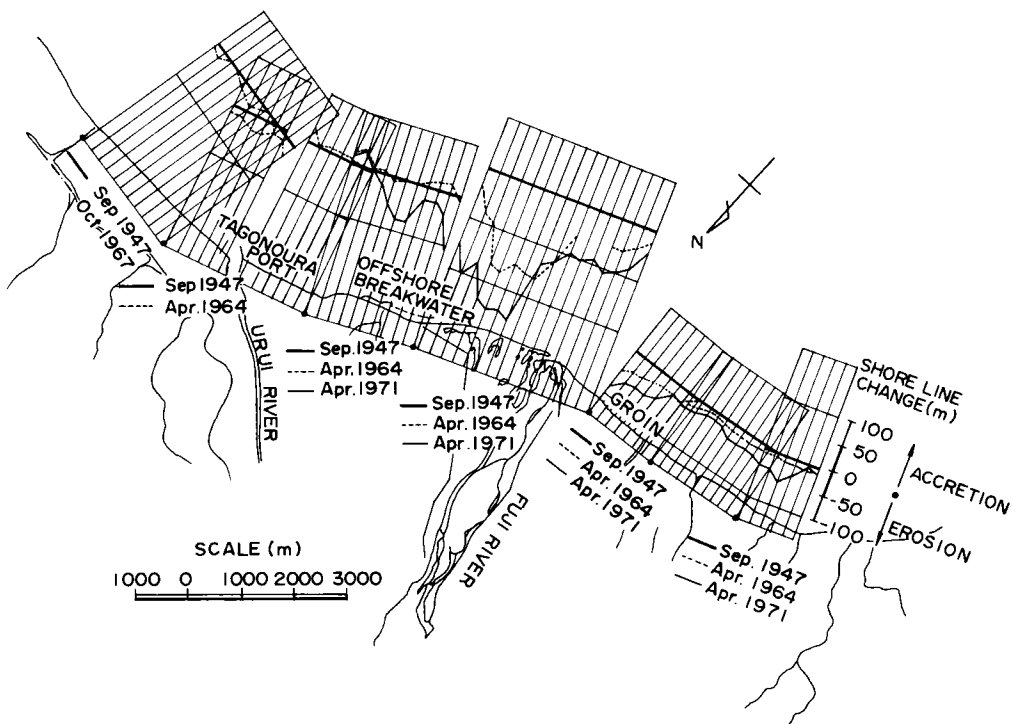 Sep 1947
Oct-1967
Sep 1947
Apr. 1964
TAGONOURA
PORT
OFFSHORE
BREAKWATER
URUI RIVER
Sep. 1947
Apr. 1964
Apr. 1971
Sep. 1947
Apr. 1964
Apr. 1971
N
GROIN
Sep. 1947
Apr. 1964
Apr. 1971
Sep. 1947
Apr. 1964
Apr. 1971
FUJI RIVER
SHORE LINE
CHANGE (m)
100
50
0
-50
-100
ACCRETION
EROSION
SCALE (m)
1000 0 1000 2000 3000